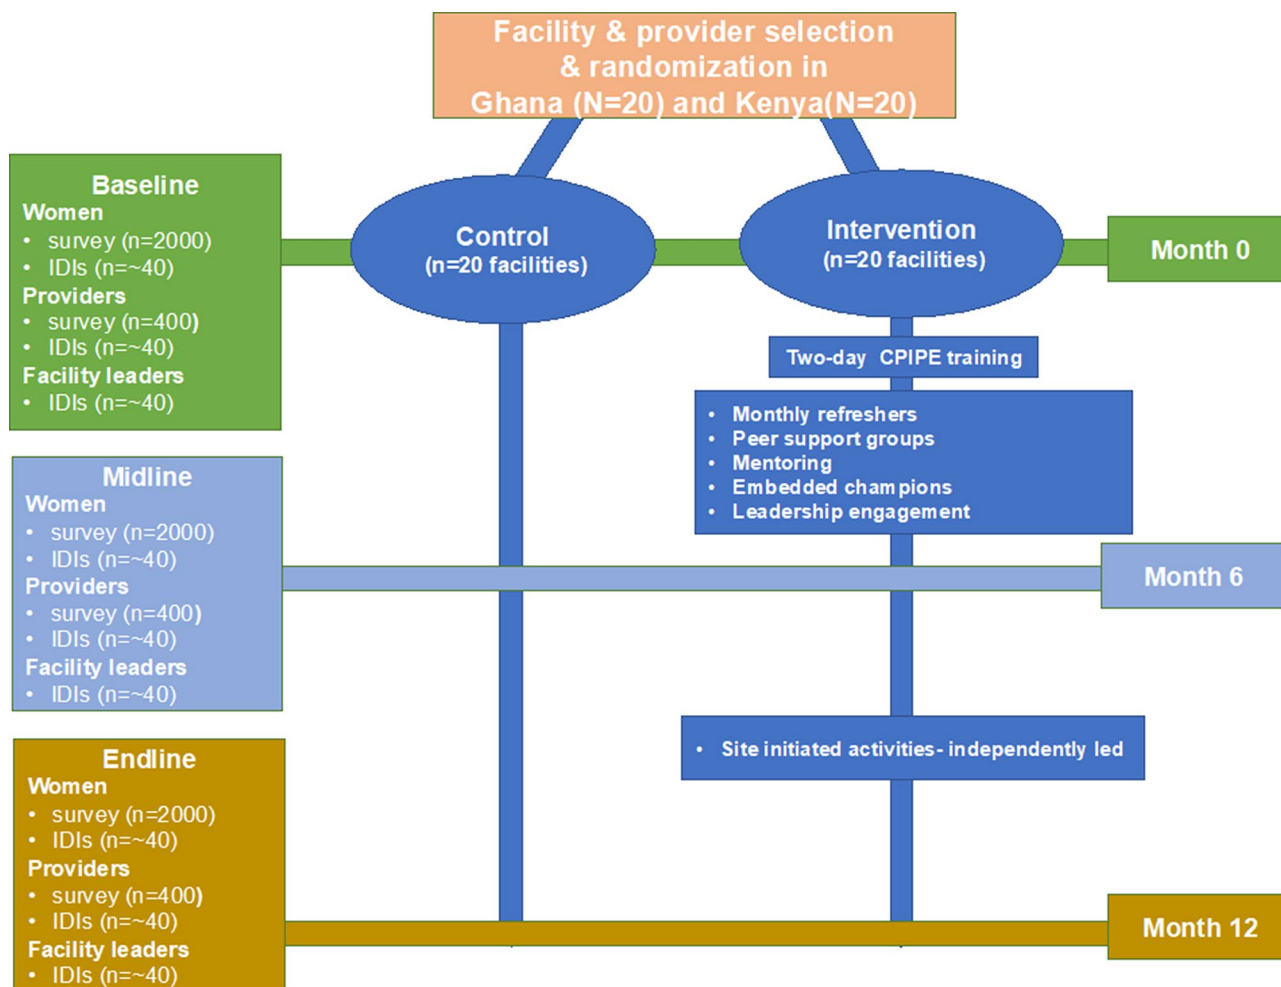 Facility & provider selection
& randomization in
Ghana (N=20) and Kenya(N=20)
Baseline
Women
• survey (n=2000)
• IDIs (n=~40)
Providers
• survey (n=400)
• IDIs (n=~40)
Facility leaders
• IDIs (n=~40)
Control
(n=20 facilities)
Intervention
(n=20 facilities)
Month 0
Two-day CPIPE training
• Monthly refreshers
• Peer support groups
• Mentoring
• Embedded champions
• Leadership engagement
Midline
Women
• survey (n=2000)
• IDIs (n=~40)
Providers
• survey (n=400)
• IDIs (n=~40)
Facility leaders
• IDIs (n=~40)
Month 6
• Site initiated activities- independently led
Endline
Women
• survey (n=2000)
• IDIs (n=~40)
Providers
• survey (n=400)
• IDIs (n=~40)
Facility leaders
• IDIs (n=~40)
Month 12